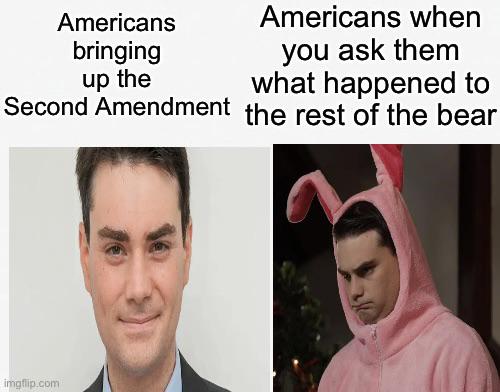 Americans
bringing
up the
Second Amendment
Americans when
you ask them
what happened to
the rest of the bear
imgflip.com